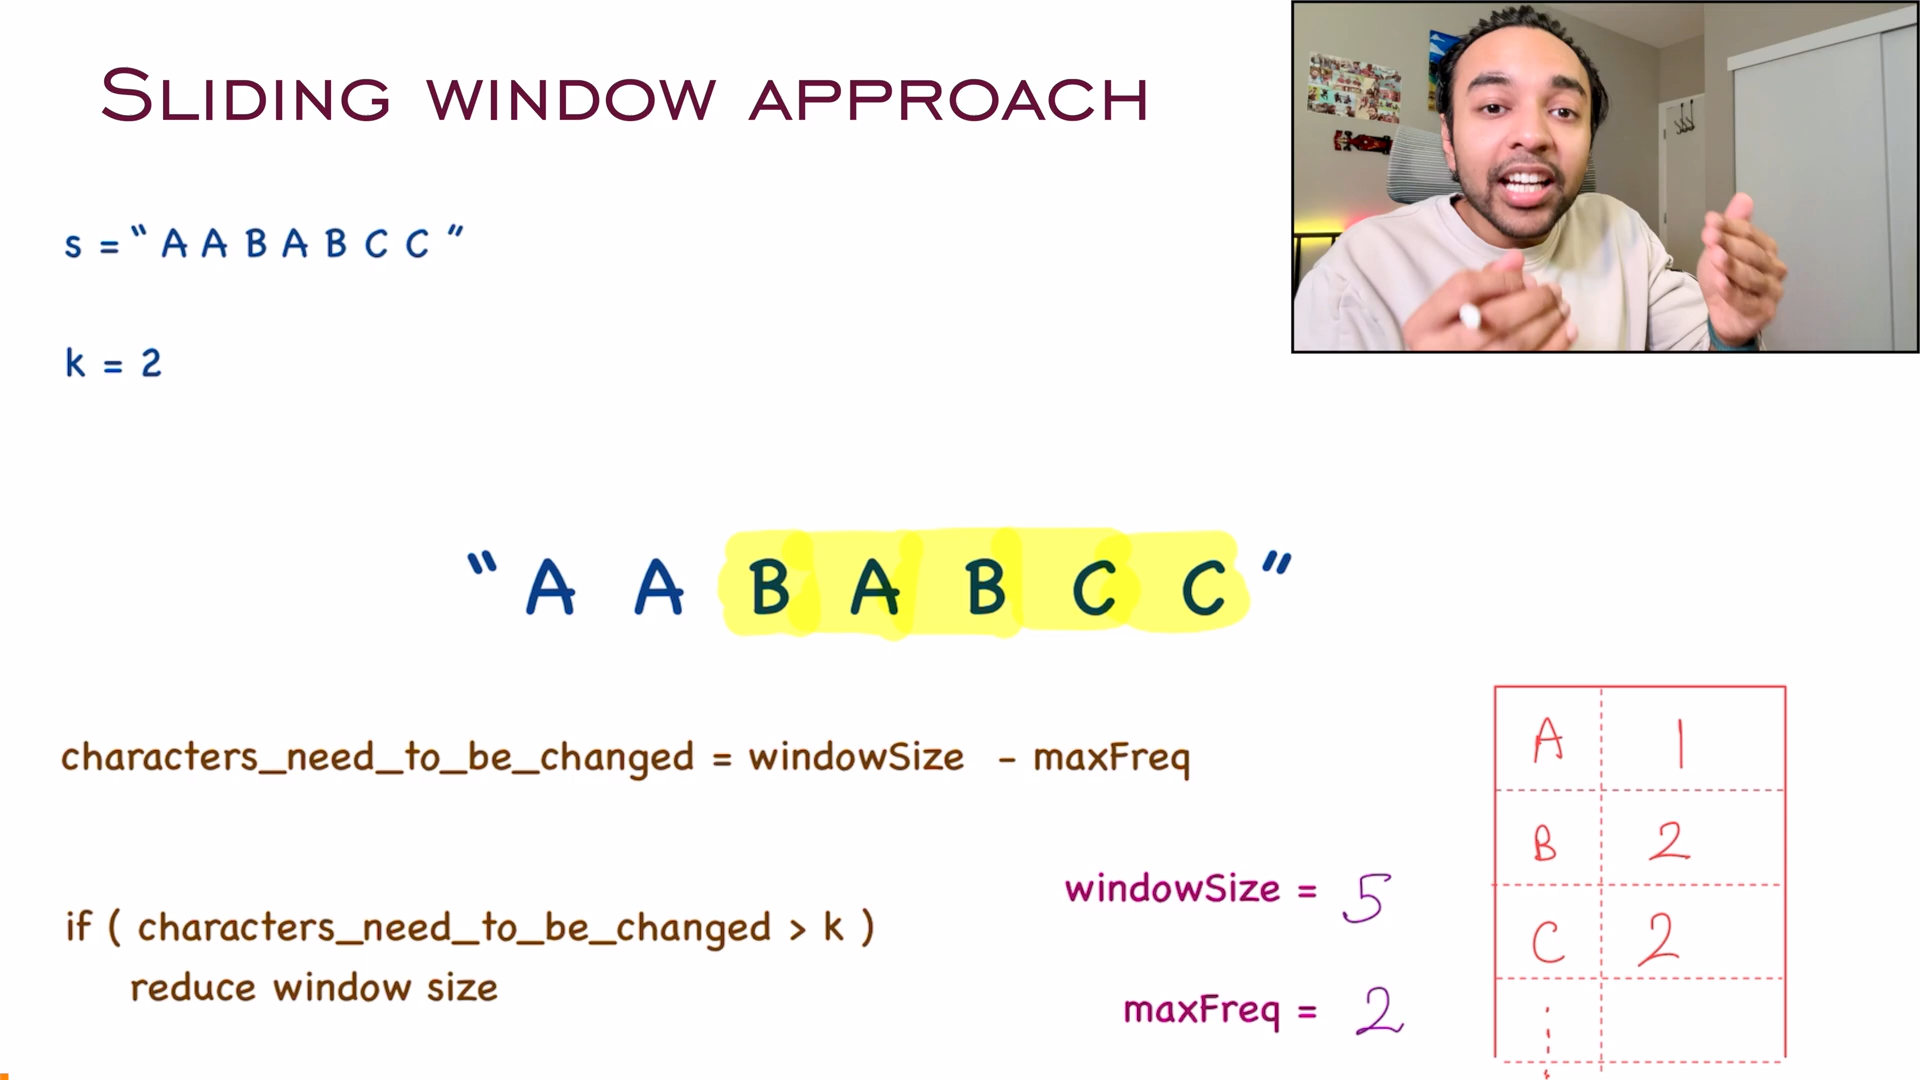 SLIDING WINDOW APPROACH
s = “ A A B A B C C ”
k = 2
“ A A B A B C C ”
characters_need_to_be_changed = windowSize - maxFreq
if ( characters_need_to_be_changed > k )
reduce window size
windowSize = 5
maxFreq = 2
A 1
B 2
C 2